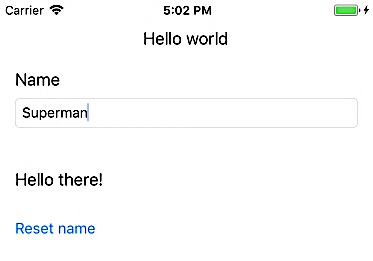 Carrier 5:02 PM
Hello world
Name
Superman
Hello there!
Reset name